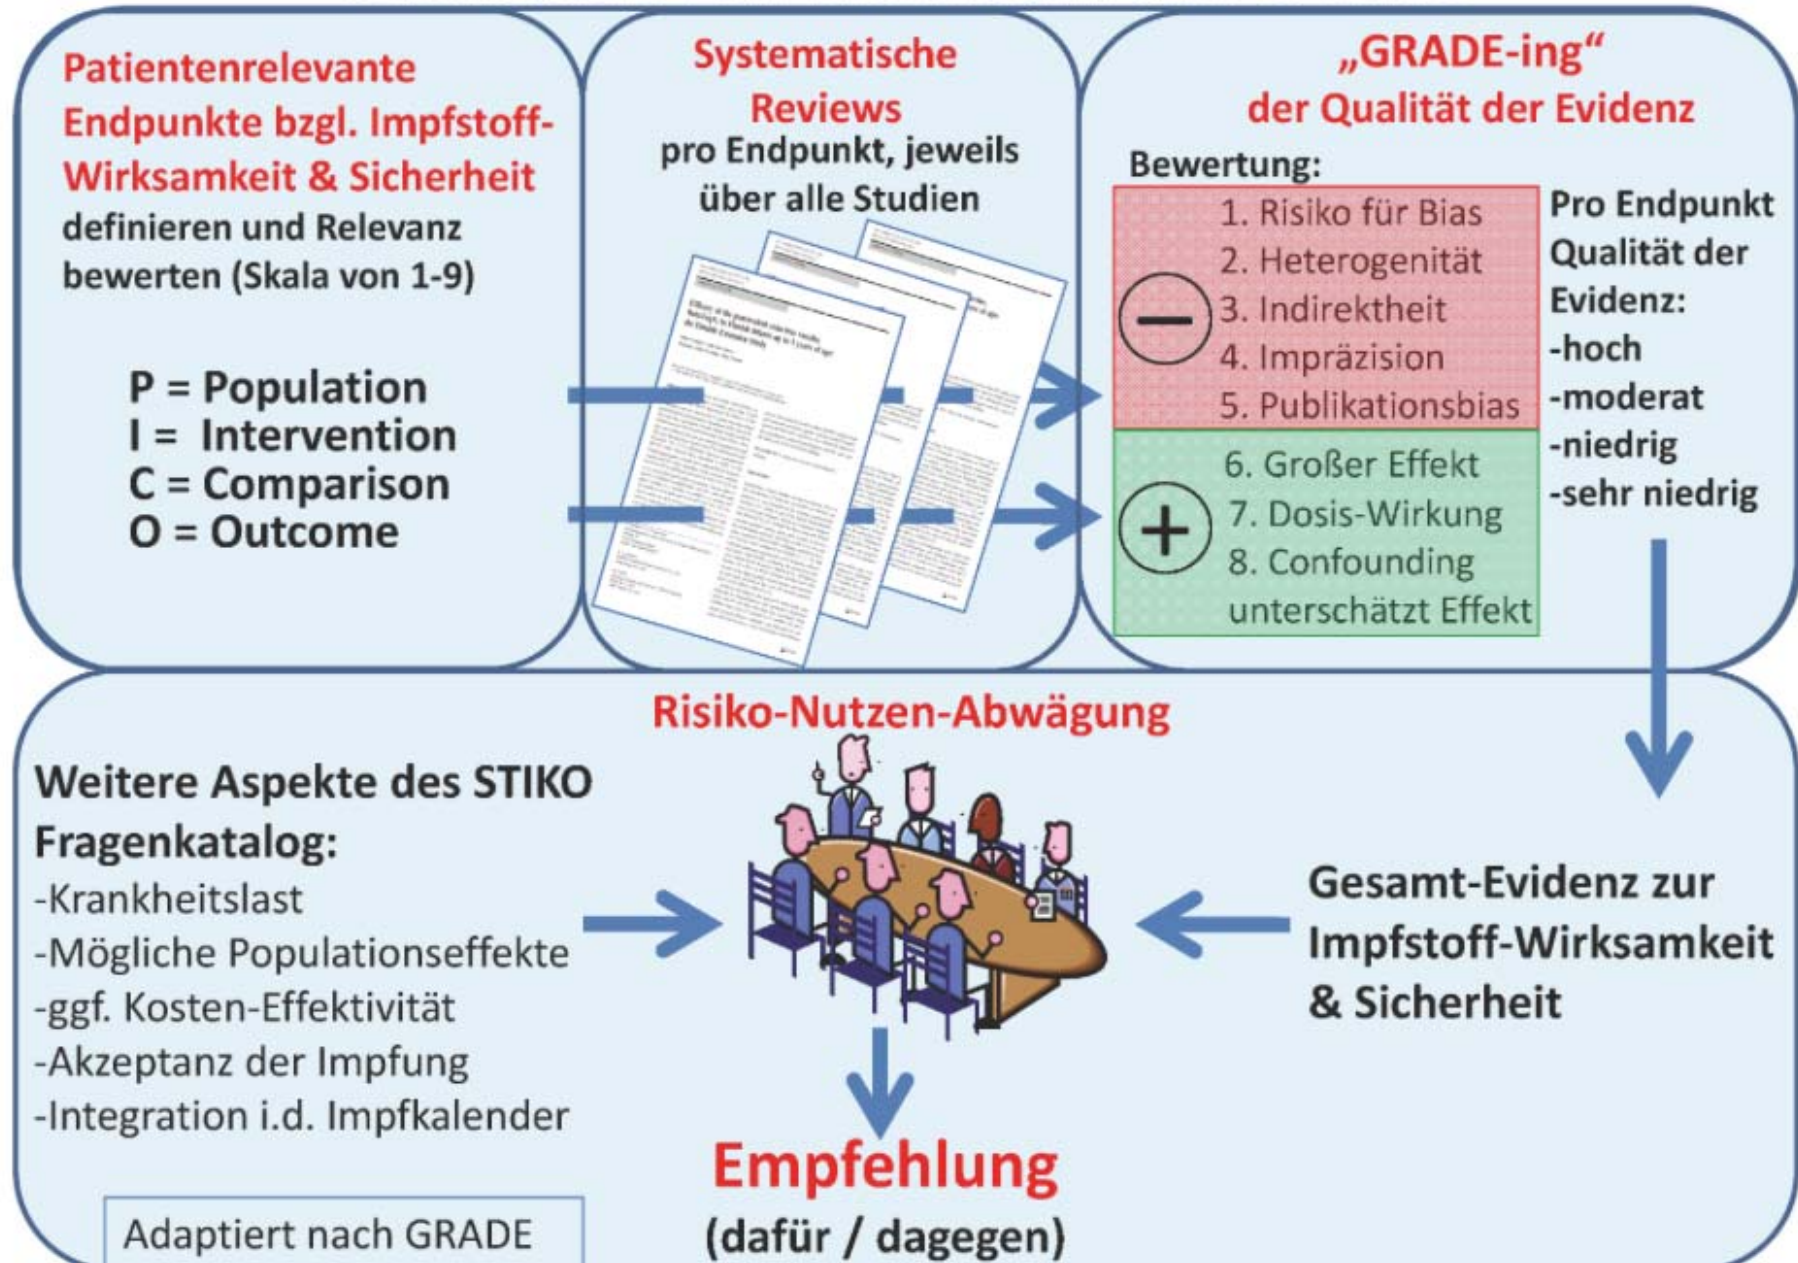 Patientenrelevante
Endpunkte bzgl. Impfstoff-
Wirksamkeit & Sicherheit
definieren und Relevanz
bewerten (Skala von 1-9)
P = Population
I = Intervention
C = Comparison
O = Outcome
Systematische
Reviews
pro Endpunkt, jeweils
über alle Studien
„GRADE-ing“
der Qualität der Evidenz
Bewertung:
1. Risiko für Bias
2. Heterogenität
3. Indirektheit
4. Impräzision
5. Publikationsbias
6. Großer Effekt
7. Dosis-Wirkung
8. Confounding
unterschätzt Effekt
Pro Endpunkt
Qualität der
Evidenz:
-hoch
-moderat
-niedrig
-sehr niedrig
Risiko-Nutzen-Abwägung
Weitere Aspekte des STIKO
Fragenkatalog:
-Krankheitslast
-Mögliche Populationseffekte
-ggf. Kosten-Effektivität
-Akzeptanz der Impfung
-Integration i.d. Impfkalender
Gesamt-Evidenz zur
Impfstoff-Wirksamkeit
& Sicherheit
Empfehlung
(dafür / dagegen)
Adaptiert nach GRADE